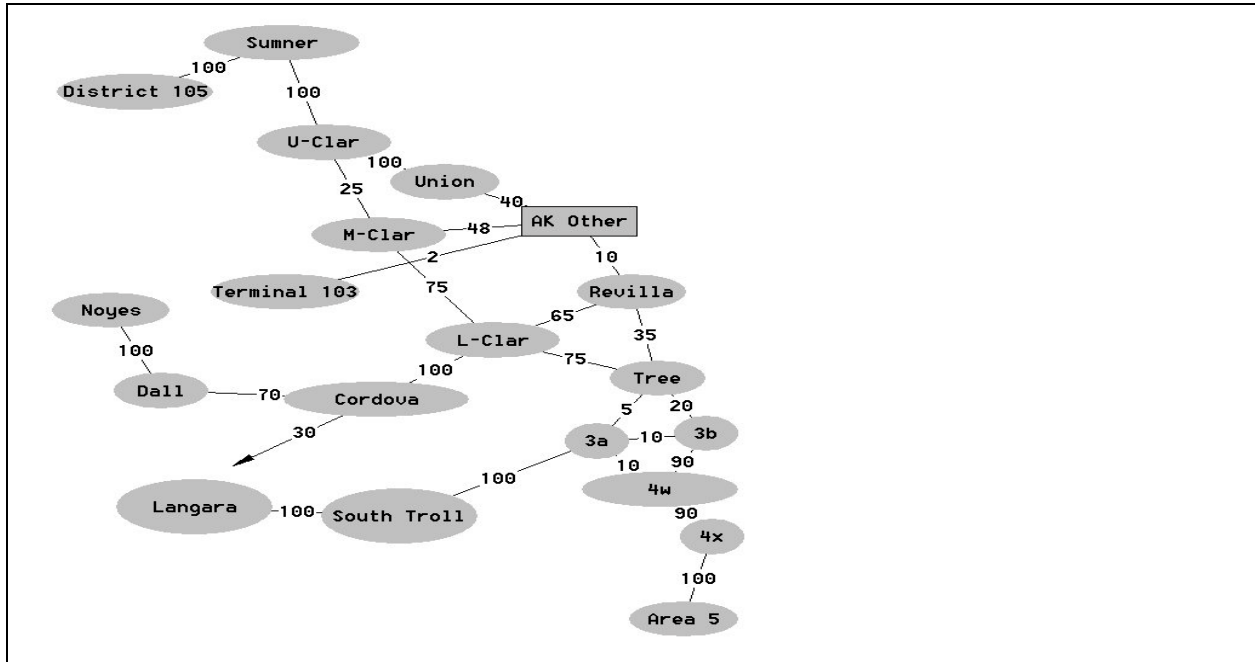 Sumner
100
District 105
100
U-Clar
100
Union
25
40
AK Other
M-Clar
48
2
10
Terminal 103
75
Revilla
Noyes
65
L-Clar
35
100
75
100
Tree
Dall
70
Cordova
5
20
30
3a
10
3b
10
90
100
4w
Langara
100
South Troll
90
4x
100
Area 5